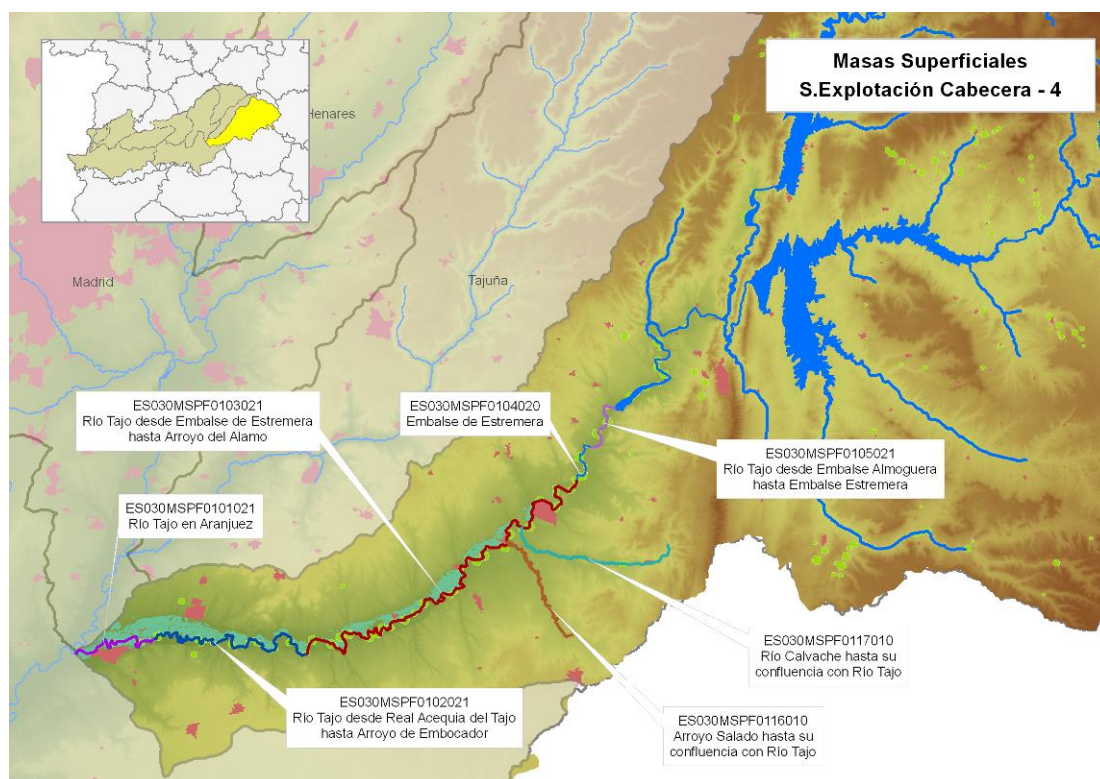 Masas Superficiales
S.Explotación Cabecera - 4
Henares
Madrid
Tajuña
ES030MSPF0103021
Río Tajo desde Embalse de Estremera
hasta Arroyo del Alamo
ES030MSPF0104020
Embalse de Estremera
ES030MSPF0105021
Río Tajo desde Embalse Almoguera
hasta Embalse Estremera
ES030MSPF0101021
Río Tajo en Aranjuez
ES030MSPF0117010
Río Calvache hasta su
confluencia con Río Tajo
ES030MSPF0102021
Río Tajo desde Real Acequia del Tajo
hasta Arroyo de Embocador
ES030MSPF0116010
Arroyo Salado hasta su
confluencia con Río Tajo